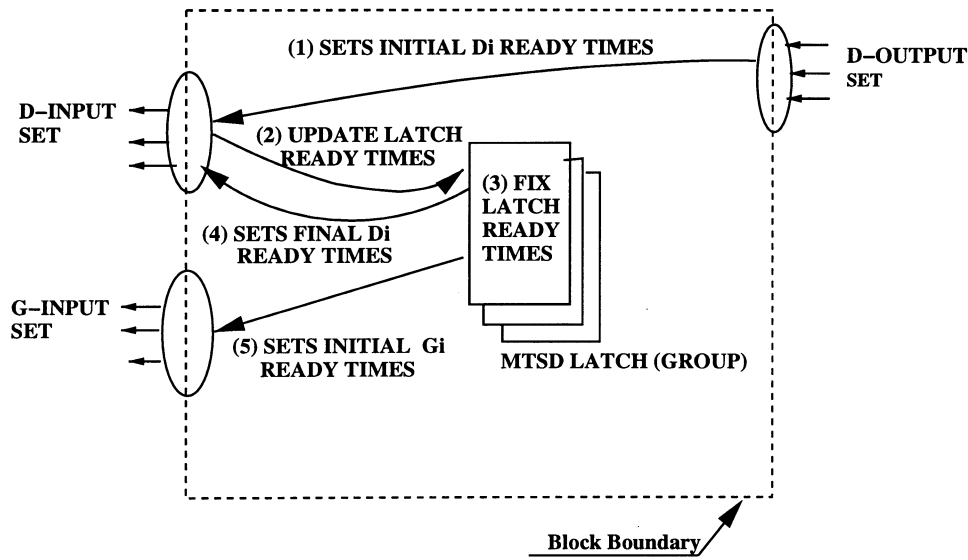 (1) SETS INITIAL Di READY TIMES
D–OUTPUT
SET
D–INPUT
SET
(2) UPDATE LATCH
READY TIMES
(3) FIX
LATCH
READY
TIMES
(4) SETS FINAL Di
READY TIMES
G–INPUT
SET
(5) SETS INITIAL Gi
READY TIMES
MTSD LATCH (GROUP)
Block Boundary